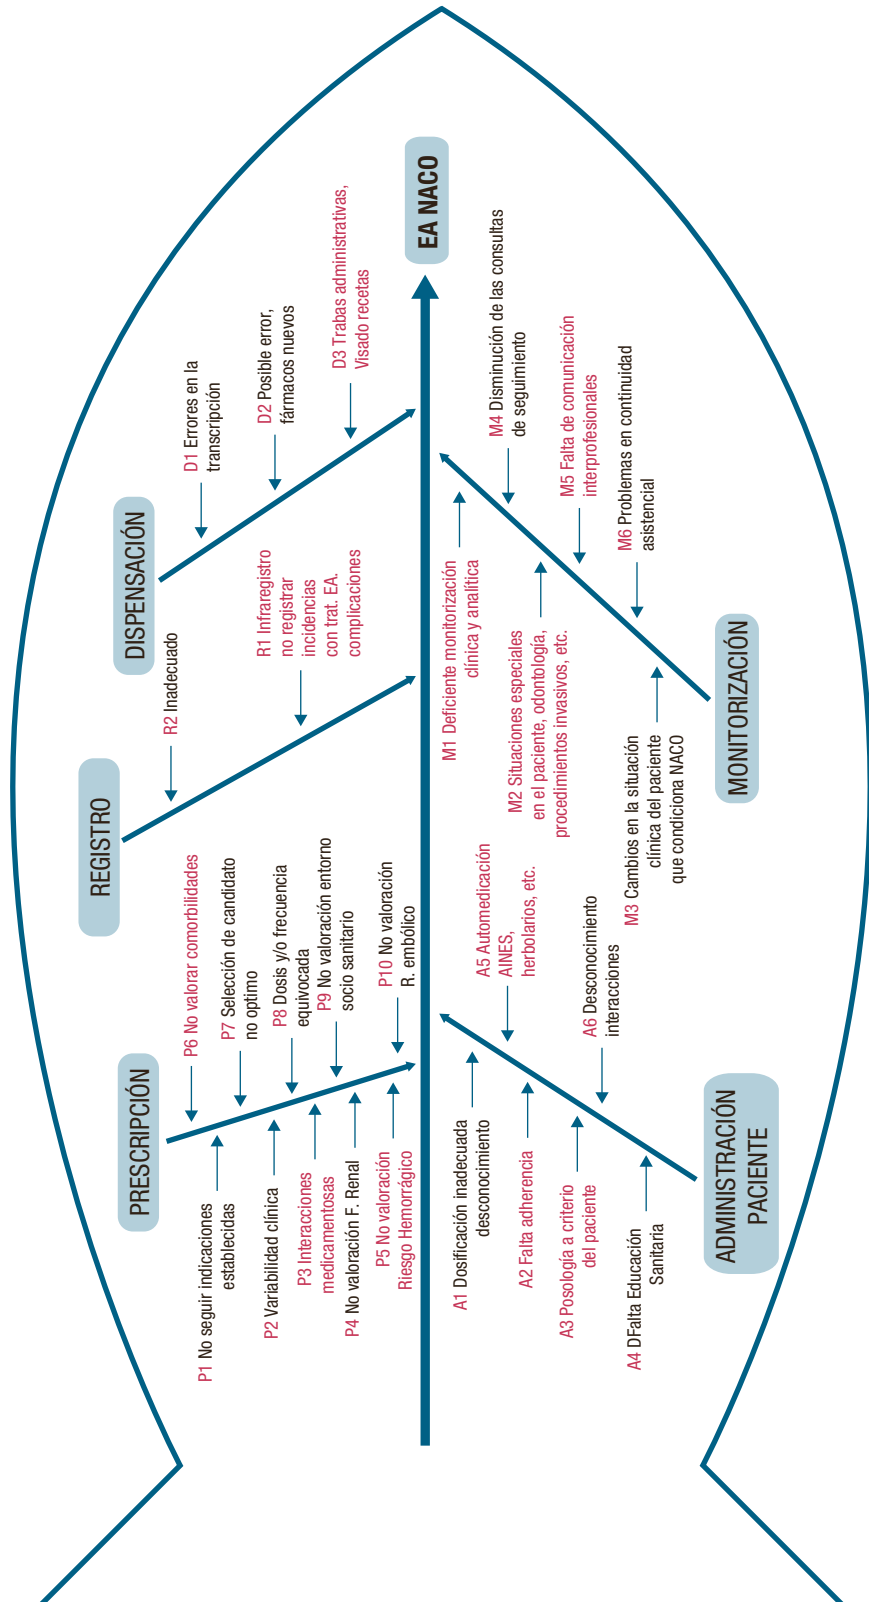 PRESCRIPCIÓN
P1 No seguir indicaciones
establecidas
P2 Variabilidad clínica
P3 Interacciones
medicamentosas
P4 No valoración F. Renal
P5 No valoración
Riesgo Hemorrágico
P6 No valorar comorbilidades
P7 Selección de candidato
no optimo
P8 Dosis y/o frecuencia
equivocada
P9 No valoración entorno
socio sanitario
P10 No valoración
R. embólico
REGISTRO
R2 Inadecuado
R1 Infraregistro
no registrar
incidencias
con trat. EA.
complicaciones
DISPENSACIÓN
D1 Errores en la
transcripción
D2 Posible error,
fármacos nuevos
D3 Trabas administrativas,
Visado recetas
EA NACO
A1 Dosificación inadecuada
desconocimiento
A2 Falta adherencia
A3 Posología a criterio
del paciente
A4 DFalta Educación
Sanitaria
A5 Automedicación
AINES,
herbolarios, etc.
A6 Desconocimiento
interacciones
ADMINISTRACIÓN
PACIENTE
M1 Deficiente monitorización
clínica y analítica
M2 Situaciones especiales
en el paciente, odontología,
procedimientos invasivos, etc.
M3 Cambios en la situación
clínica del paciente
que condiciona NACO
M4 Disminución de las consultas
de seguimiento
M5 Falta de comunicación
interprofesionales
M6 Problemas en continuidad
asistencial
MONITORIZACIÓN